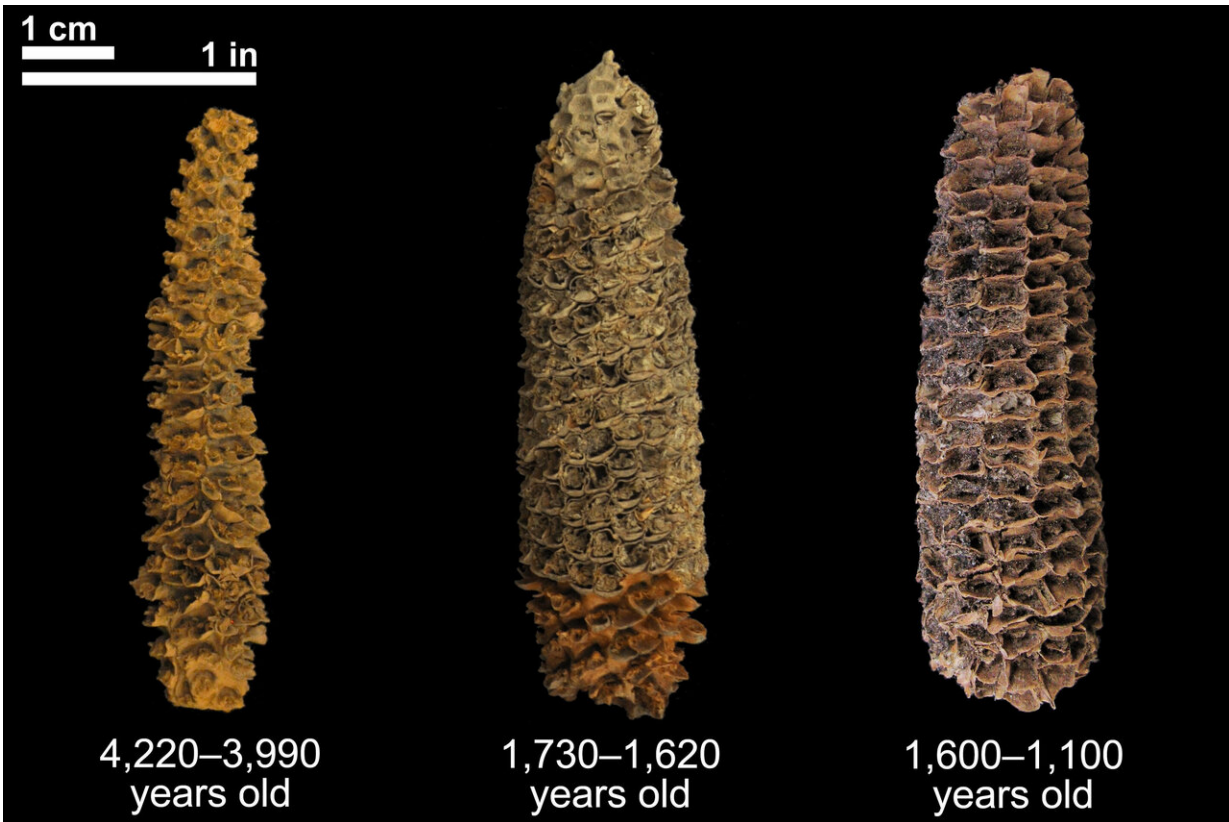 1 cm
1 in
4,220–3,990
years old
1,730–1,620
years old
1,600–1,100
years old